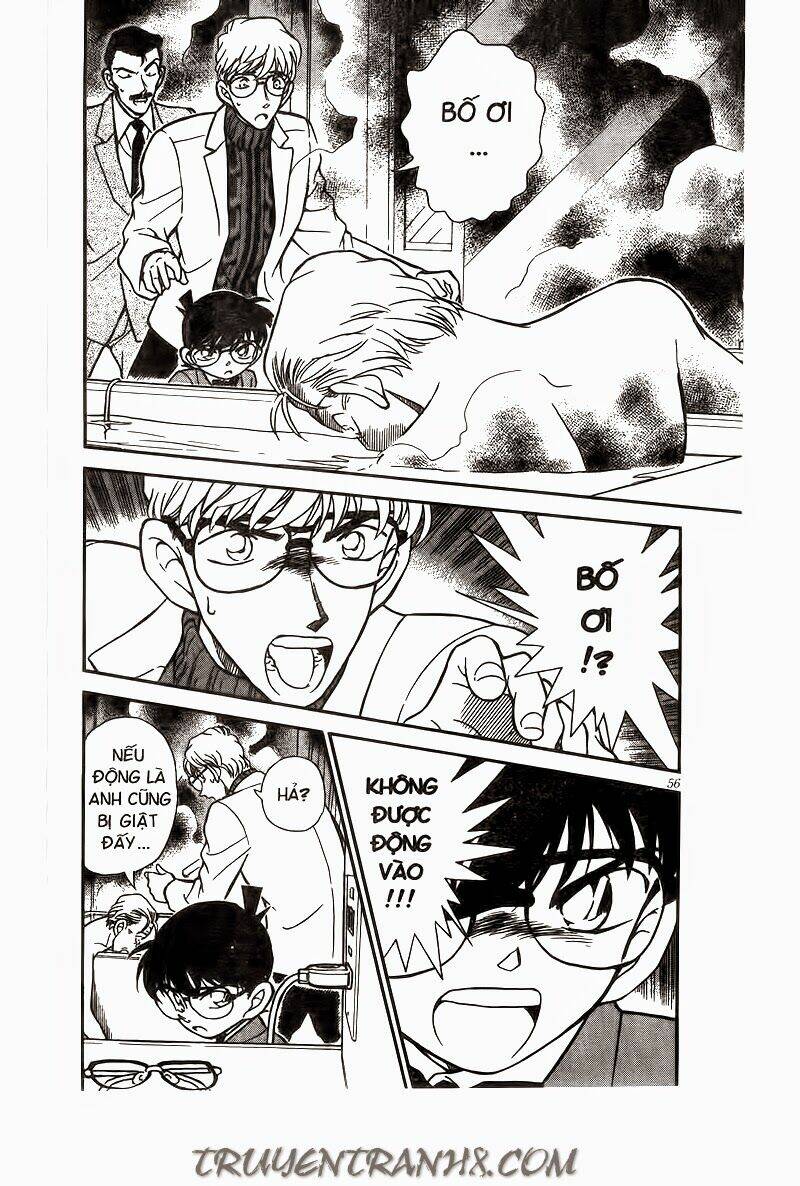 BỐ ƠI
...
BỐ
ƠI
!?
56
KHÔNG
ĐƯỢC
ĐỘNG
VÀO
!!!
HẢ?
NẾU
ĐỘNG LÀ
ANH CŨNG
BỊ GIẬT
ĐẤY...
TRUYENTRANH8.COM